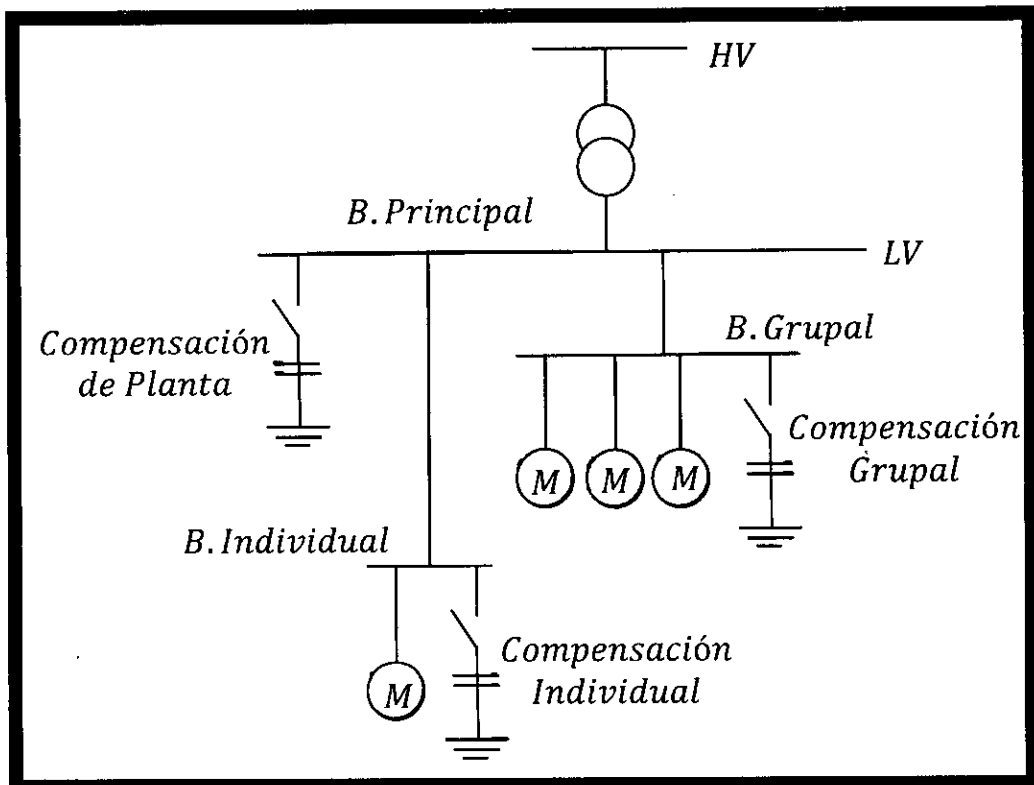 HV
B. Principal
LV
Compensación
de Planta
B. Grupal
Compensación
Grupal
M
M
M
B. Individual
Compensación
Individual
M